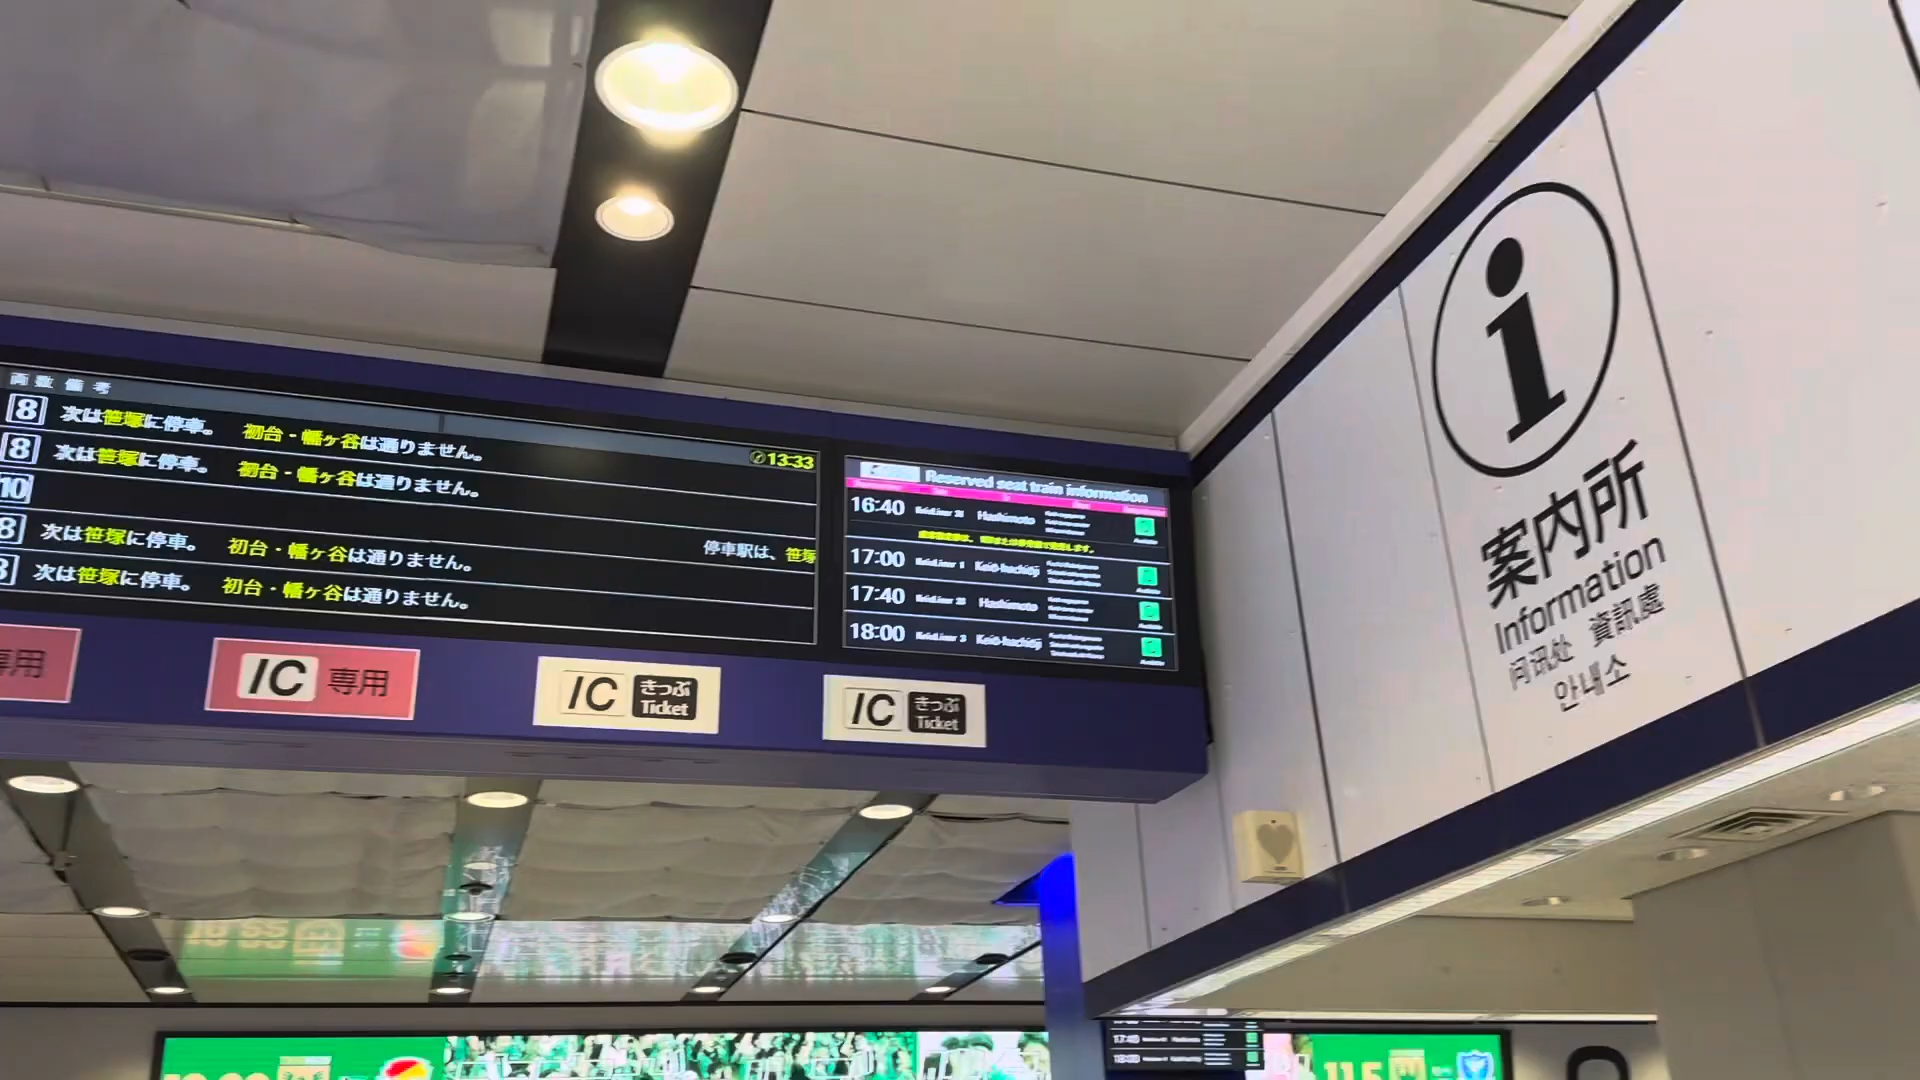 両数 備考
8 次は笹塚に停車。 初台・幡ヶ谷は通りません。
13:33
8 次は笹塚に停車。 初台・幡ヶ谷は通りません。
10
8 次は笹塚に停車。 初台・幡ヶ谷は通りません。 停車駅は、笹塚
8 次は笹塚に停車。 初台・幡ヶ谷は通りません。
Reserved seat train information
16:40 Hashimoto
17:00 Keio-hachioji
17:40 Hashimoto
18:00 Keio-hachioji
専用
IC 専用
IC きっぷ Ticket
IC きっぷ Ticket
案内所
Information
问讯处 資訊處
안내소
17:40
18:00
11.5